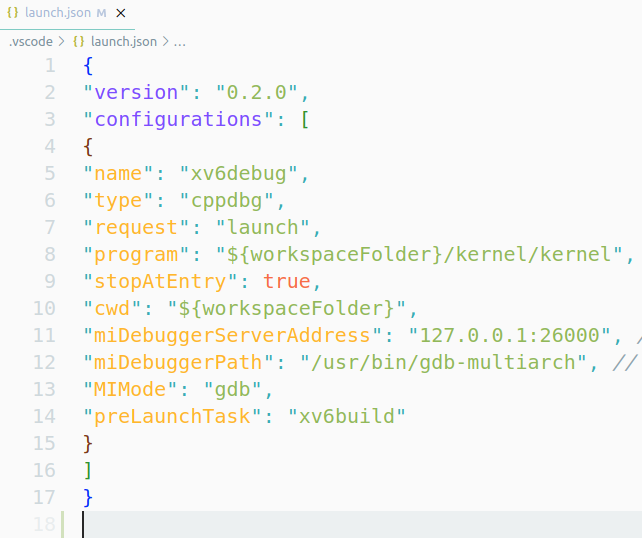 {} launch.json M ×
.vscode > {} launch.json > ...
1 {
2 "version": "0.2.0",
3 "configurations": [
4 {
5 "name": "xv6debug",
6 "type": "cppdbg",
7 "request": "launch",
8 "program": "${workspaceFolder}/kernel/kernel",
9 "stopAtEntry": true,
10 "cwd": "${workspaceFolder}",
11 "miDebuggerServerAddress": "127.0.0.1:26000", /
12 "miDebuggerPath": "/usr/bin/gdb-multiarch", //
13 "MIMode": "gdb",
14 "preLaunchTask": "xv6build"
15 }
16 ]
17 }
18